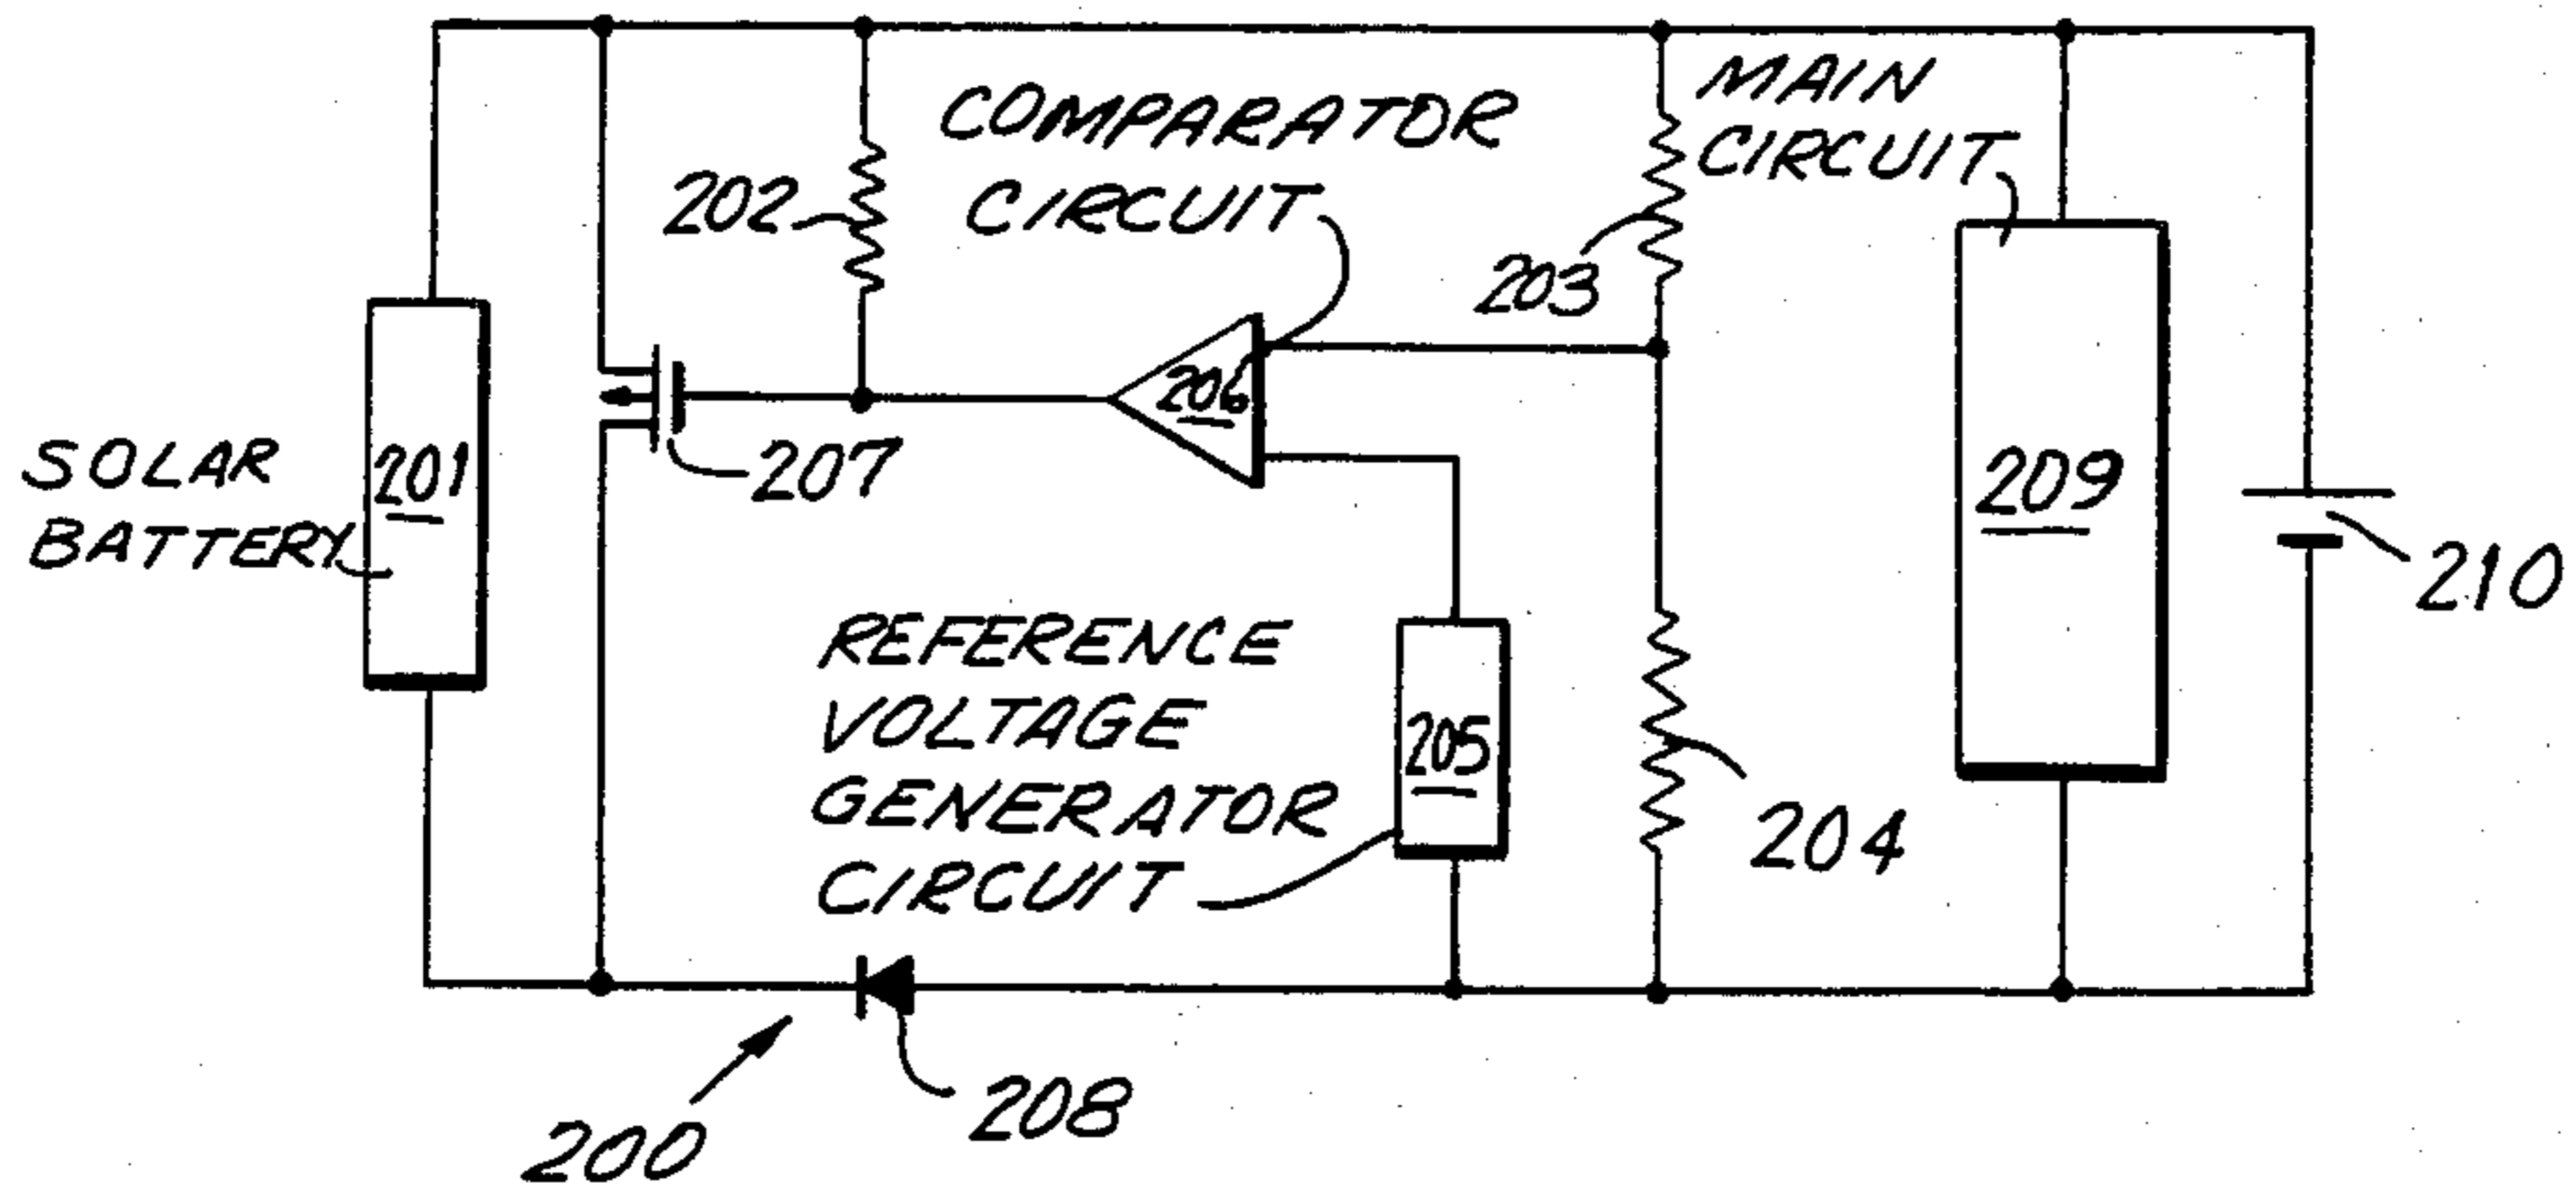 COMPARATOR
CIRCUIT
MAIN
CIRCUIT
202
203
206
207
SOLAR
BATTERY
201
209
210
REFERENCE
VOLTAGE
GENERATOR
CIRCUIT
205
204
208
200